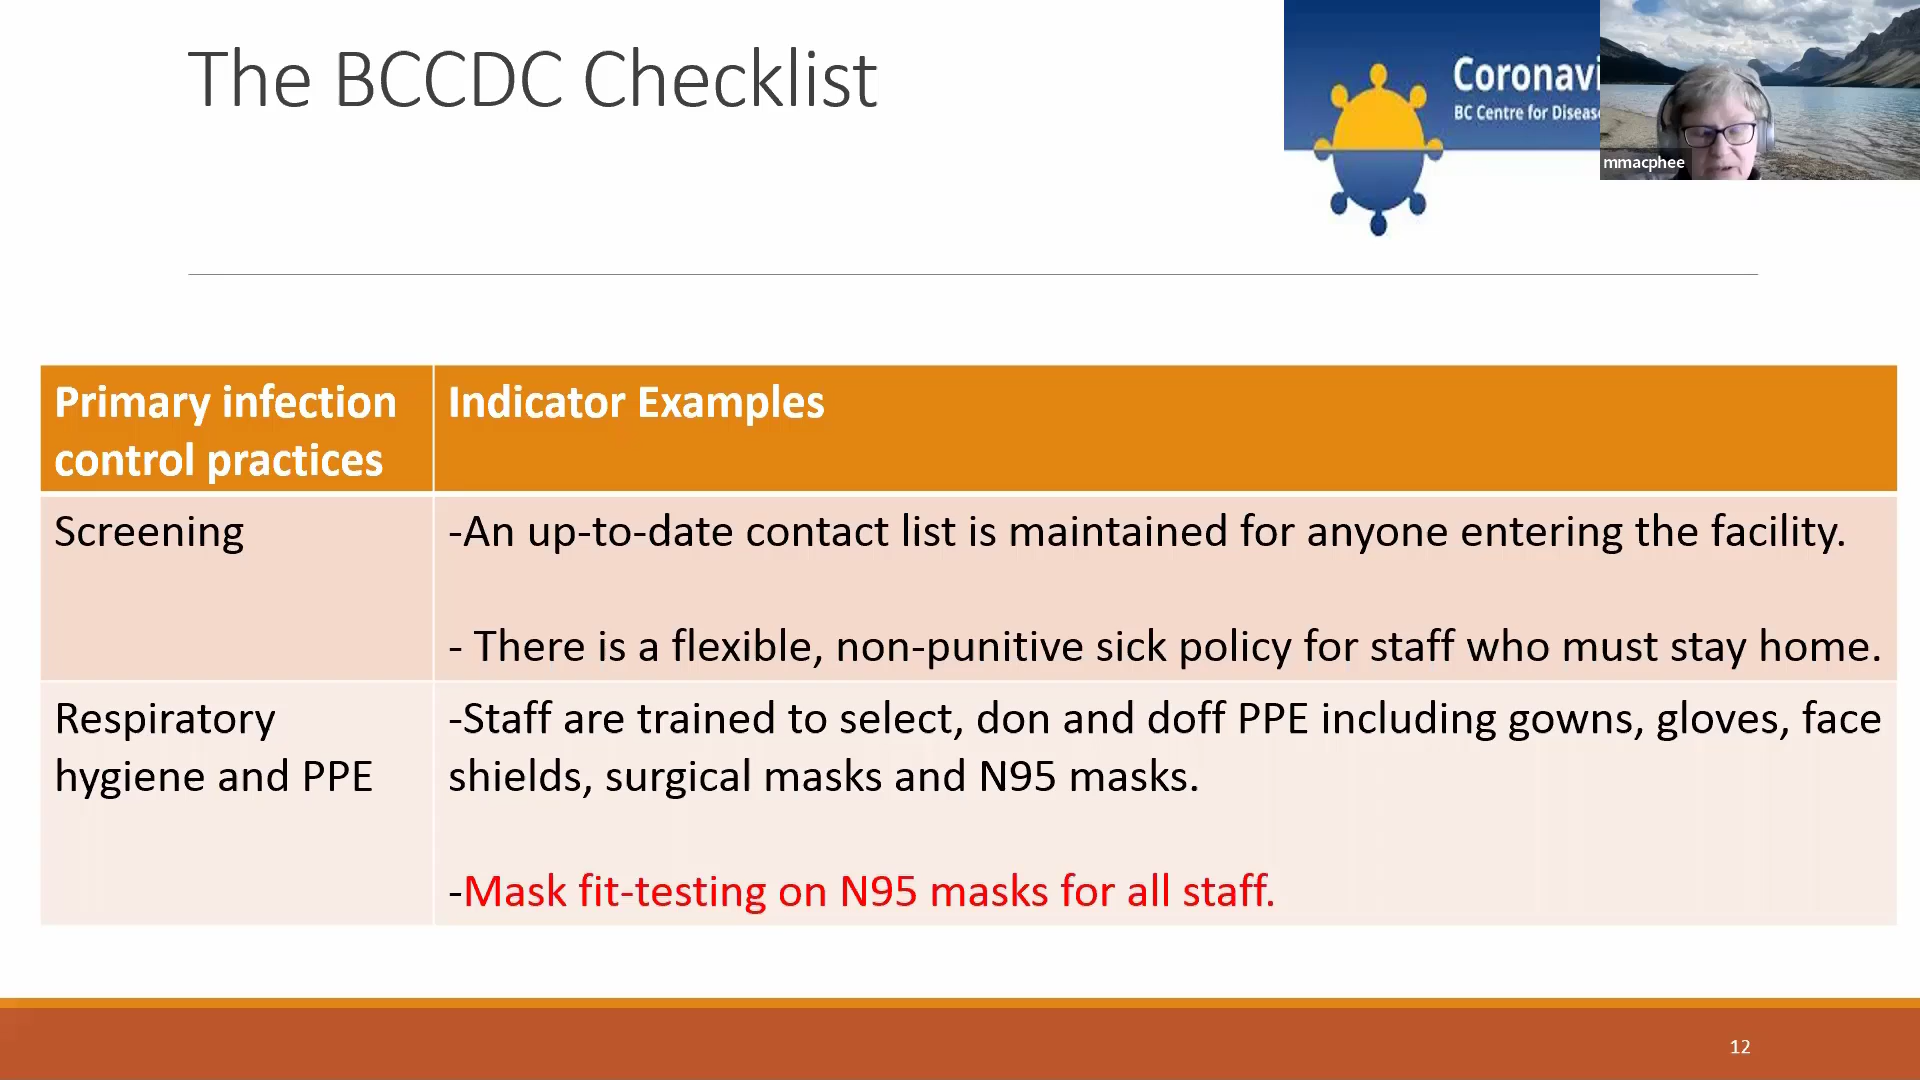 The BCCDC Checklist
Coronavi
BC Centre for Diseas
mmacphee
Primary infection
control practices
Indicator Examples
Screening
-An up-to-date contact list is maintained for anyone entering the facility.
- There is a flexible, non-punitive sick policy for staff who must stay home.
Respiratory
hygiene and PPE
-Staff are trained to select, don and doff PPE including gowns, gloves, face
shields, surgical masks and N95 masks.
-Mask fit-testing on N95 masks for all staff.
12